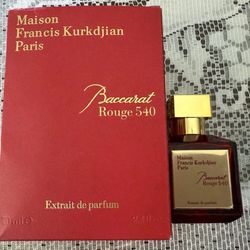 Maison
Francis Kurkdjian
Paris
Baccarat
Rouge 540
Extrait de parfum
Maison
Francis Kurkdjian
Paris
Baccarat
Rouge 540
Extrait de parfum